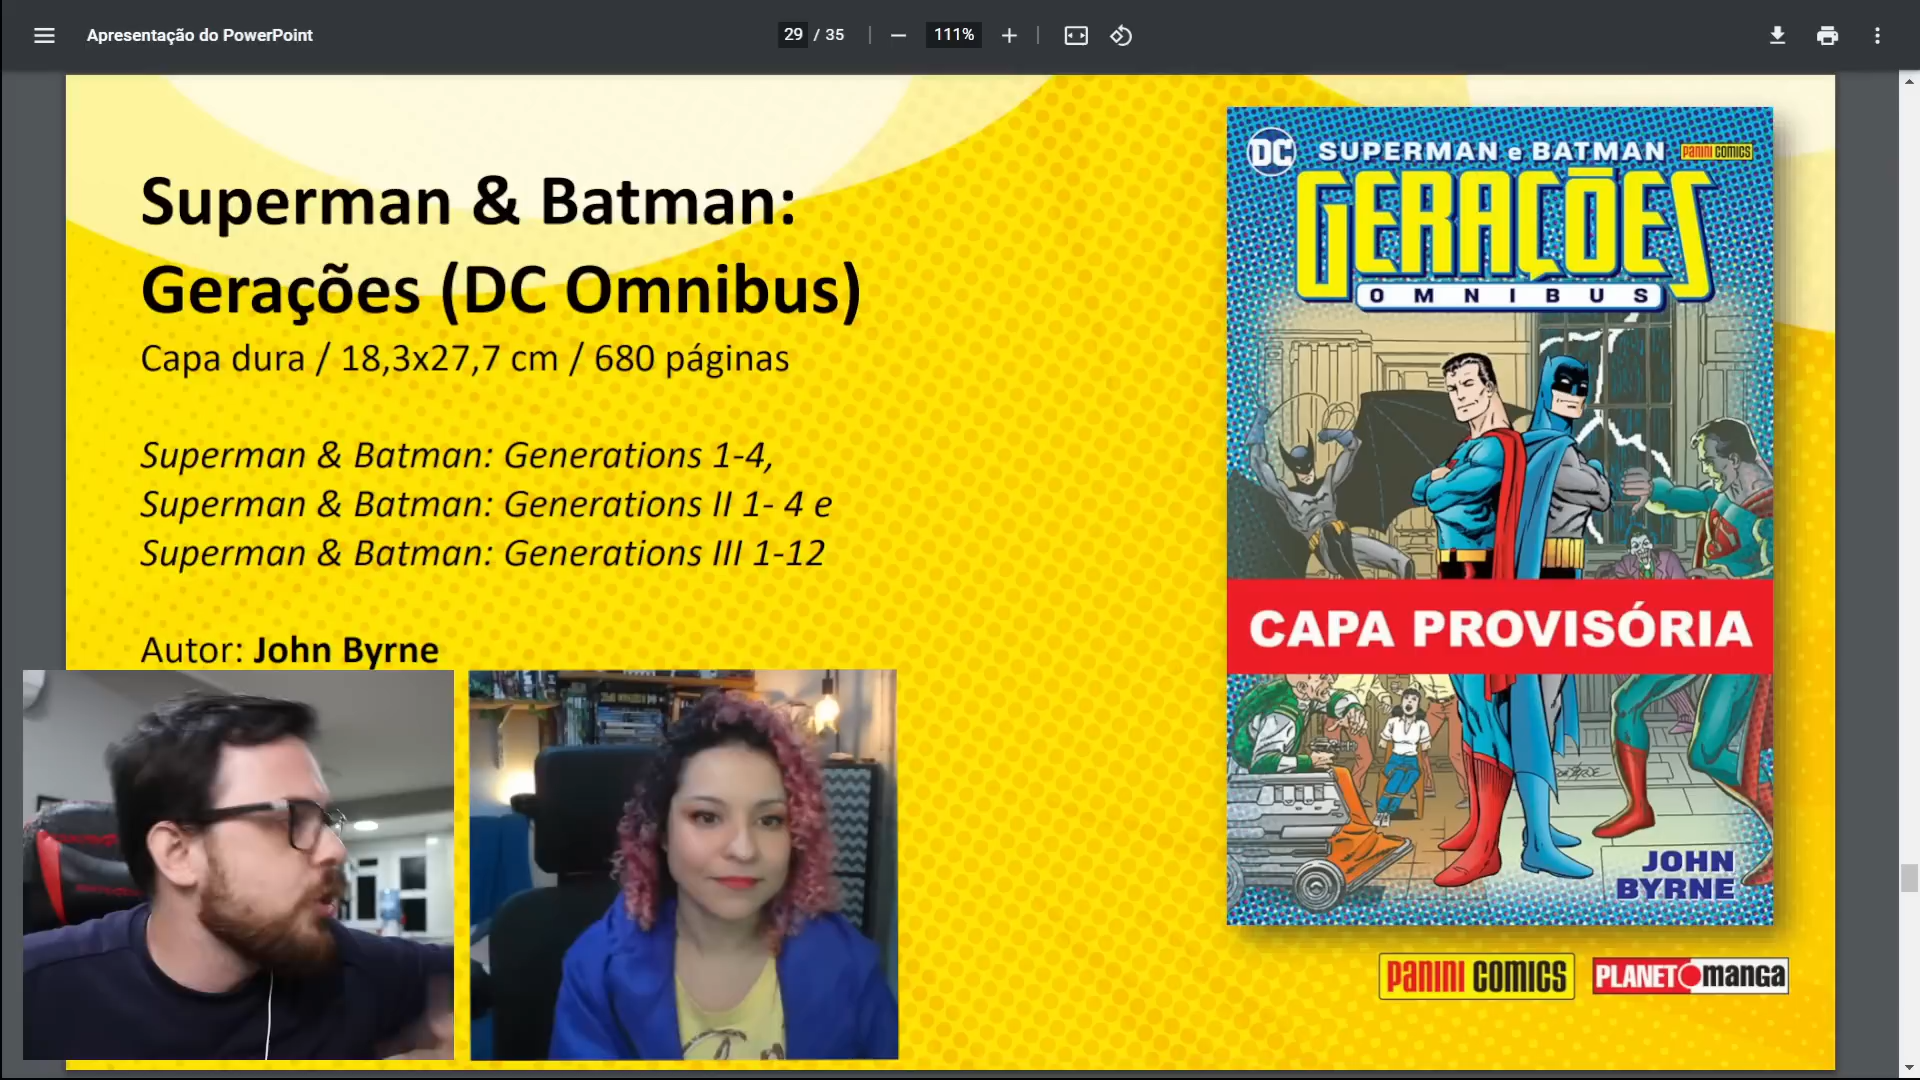 Apresentação do PowerPoint
29 / 35
111%
Superman & Batman:
Gerações (DC Omnibus)
Capa dura / 18,3x27,7 cm / 680 páginas
Superman & Batman: Generations 1-4,
Superman & Batman: Generations II 1- 4 e
Superman & Batman: Generations III 1-12
Autor: John Byrne
DC
SUPERMAN e BATMAN
PANINI COMICS
GERAÇÕES
OMNIBUS
CAPA PROVISÓRIA
JOHN
BYRNE
PANINI COMICS
PLANET manga